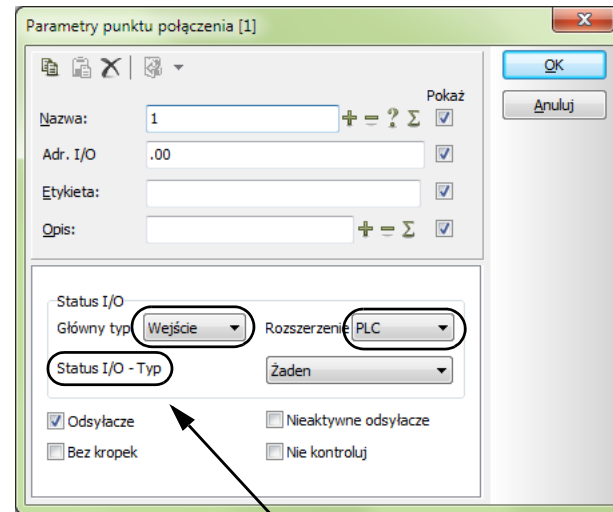 Parametry punktu połączenia [1]
OK
Pokaż
Anuluj
Nazwa: 1
Adr. I/O .00
Etykieta:
Opis:
Status I/O
Główny typ Wejście Rozszerzenie PLC
Status I/O - Typ Żaden
Odsyłacze Nieaktywne odsyłacze
Bez kropek Nie kontroluj